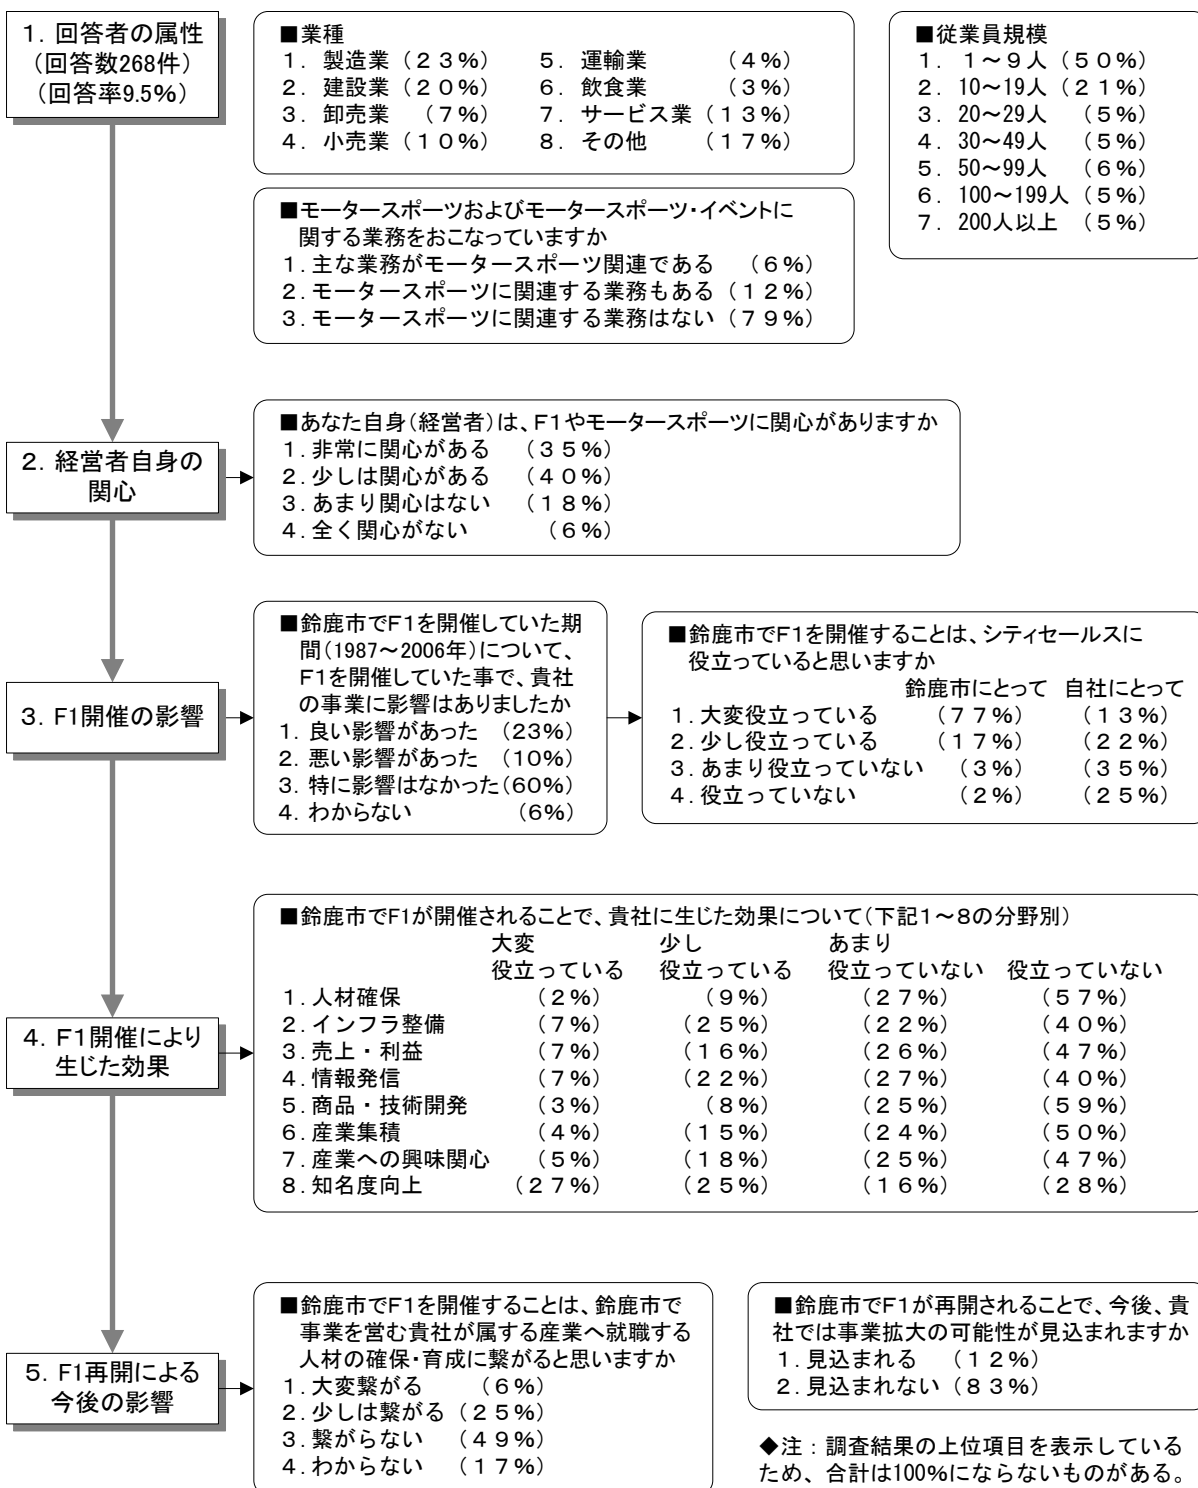 1．回答者の属性
（回答数268件）
（回答率9.5％）
■業種
1．製造業（２３％）　5．運輸業　（４％）
2．建設業（２０％）　6．飲食業　（３％）
3．卸売業　（７％）　7．サービス業（１３％）
4．小売業（１０％）　8．その他　（１７％）
■従業員規模
1．1～9人（５０％）
2．10～19人（２１％）
3．20～29人　（５％）
4．30～49人　（５％）
5．50～99人　（６％）
6．100～199人（５％）
7．200人以上　（５％）
■モータースポーツおよびモータースポーツ・イベントに
関する業務をおこなっていますか
1．主な業務がモータースポーツ関連である　（６％）
2．モータースポーツに関連する業務もある（１２％）
3．モータースポーツに関連する業務はない（７９％）
2．経営者自身の
関心
■あなた自身（経営者）は、F1やモータースポーツに関心がありますか
1．非常に関心がある　（３５％）
2．少しは関心がある　（４０％）
3．あまり関心はない　（１８％）
4．全く関心がない　（６％）
3．F1開催の影響
■鈴鹿市でF1を開催していた期
間（1987～2006年）について、
F1を開催していた事で、貴社
の事業に影響はありましたか
1．良い影響があった　（23％）
2．悪い影響があった　（10％）
3．特に影響はなかった（60％）
4．わからない　（6％）
■鈴鹿市でF1を開催することは、シティセールスに
役立っていると思いますか
鈴鹿市にとって　自社にとって
1．大変役立っている　（７７％）　（１３％）
2．少し役立っている　（１７％）　（２２％）
3．あまり役立っていない　（３％）　（３５％）
4．役立っていない　（２％）　（２５％）
4．F1開催により
生じた効果
■鈴鹿市でF1が開催されることで、貴社に生じた効果について（下記1～8の分野別）
大変　少し　あまり
役立っている　役立っている　役立っていない　役立っていない
1．人材確保　（２％）　（９％）　（２７％）　（５７％）
2．インフラ整備　（７％）　（２５％）　（２２％）　（４０％）
3．売上・利益　（７％）　（１６％）　（２６％）　（４７％）
4．情報発信　（７％）　（２２％）　（２７％）　（４０％）
5．商品・技術開発　（３％）　（８％）　（２５％）　（５９％）
6．産業集積　（４％）　（１５％）　（２４％）　（５０％）
7．産業への興味関心　（５％）　（１８％）　（２５％）　（４７％）
8．知名度向上　（２７％）　（２５％）　（１６％）　（２８％）
5．F1再開による
今後の影響
■鈴鹿市でF1を開催することは、鈴鹿市で
事業を営む貴社が属する産業へ就職する
人材の確保・育成に繋がると思いますか
1．大変繋がる　（６％）
2．少しは繋がる（２５％）
3．繋がらない　（４９％）
4．わからない　（１７％）
■鈴鹿市でF1が再開されることで、今後、貴
社では事業拡大の可能性が見込まれますか
1．見込まれる　（１２％）
2．見込まれない（８３％）
◆注：調査結果の上位項目を表示している
ため、合計は100％にならないものがある。